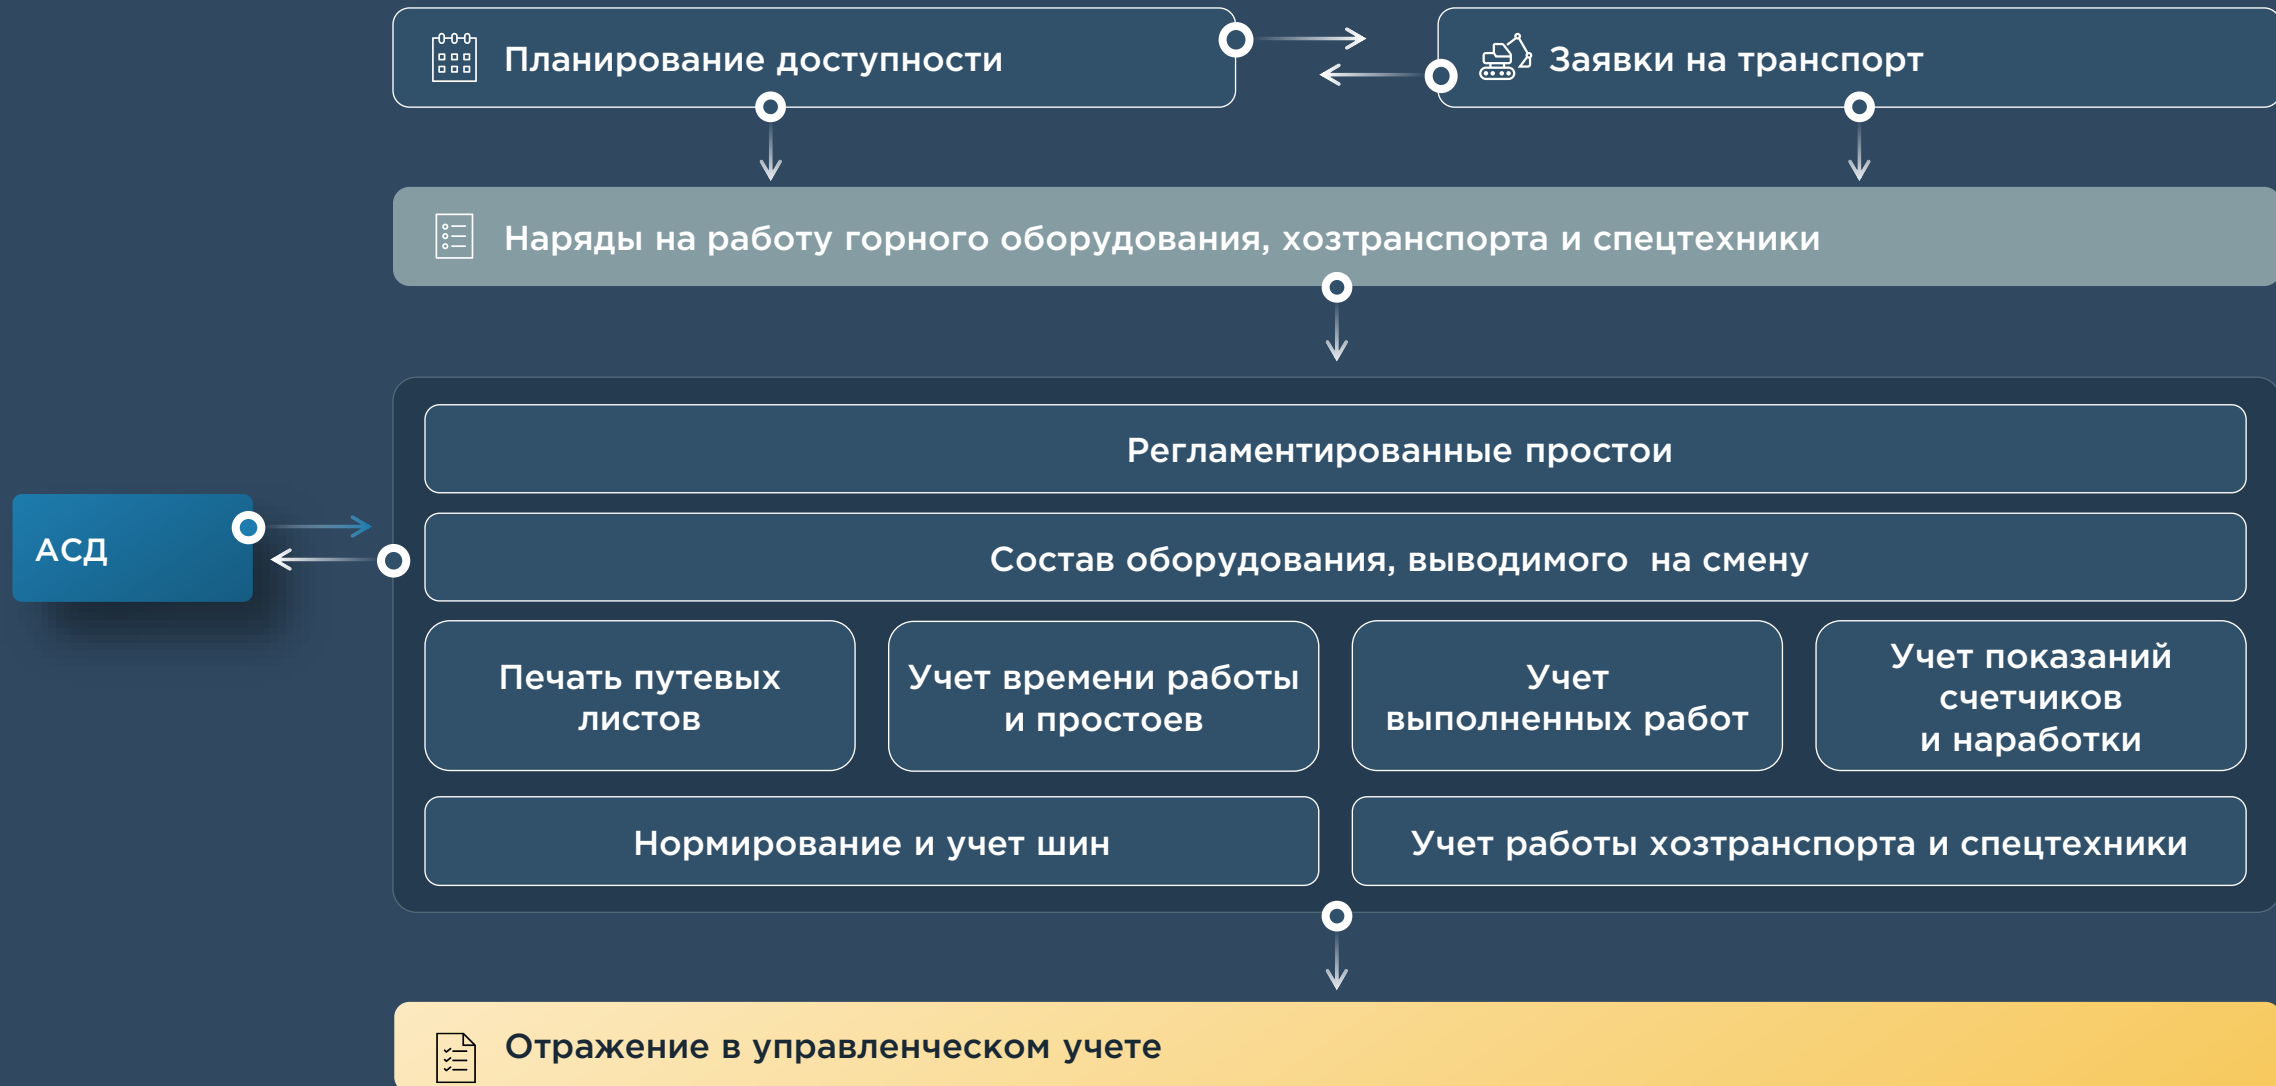 Планирование доступности
Заявки на транспорт
Наряды на работу горного оборудования, хозтранспорта и спецтехники
Регламентированные простои
АСД
Состав оборудования, выводимого  на смену
Печать путевых
листов
Учет времени работы
и простоев
Учет
выполненных работ
Учет показаний
счетчиков
и наработки
Нормирование и учет шин
Учет работы хозтранспорта и спецтехники
Отражение в управленческом учете